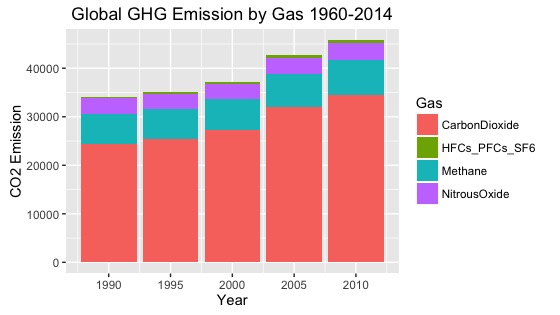 Global GHG Emission by Gas 1960-2014
CO2 Emission
40000
30000
20000
10000
0
1990
1995
2000
2005
2010
Year
Gas
CarbonDioxide
HFCs_PFCs_SF6
Methane
NitrousOxide